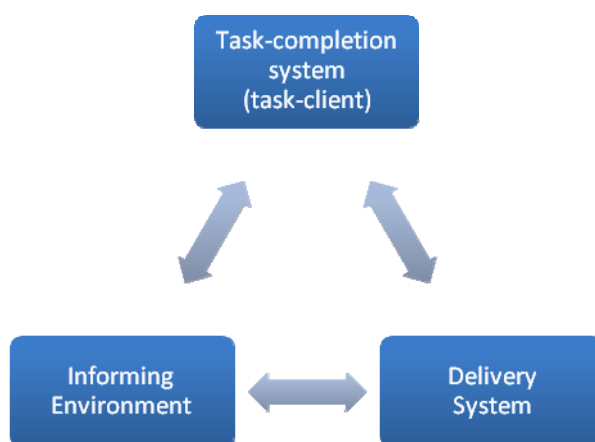 Task-completion
system
(task-client)
Informing
Environment
Delivery
System